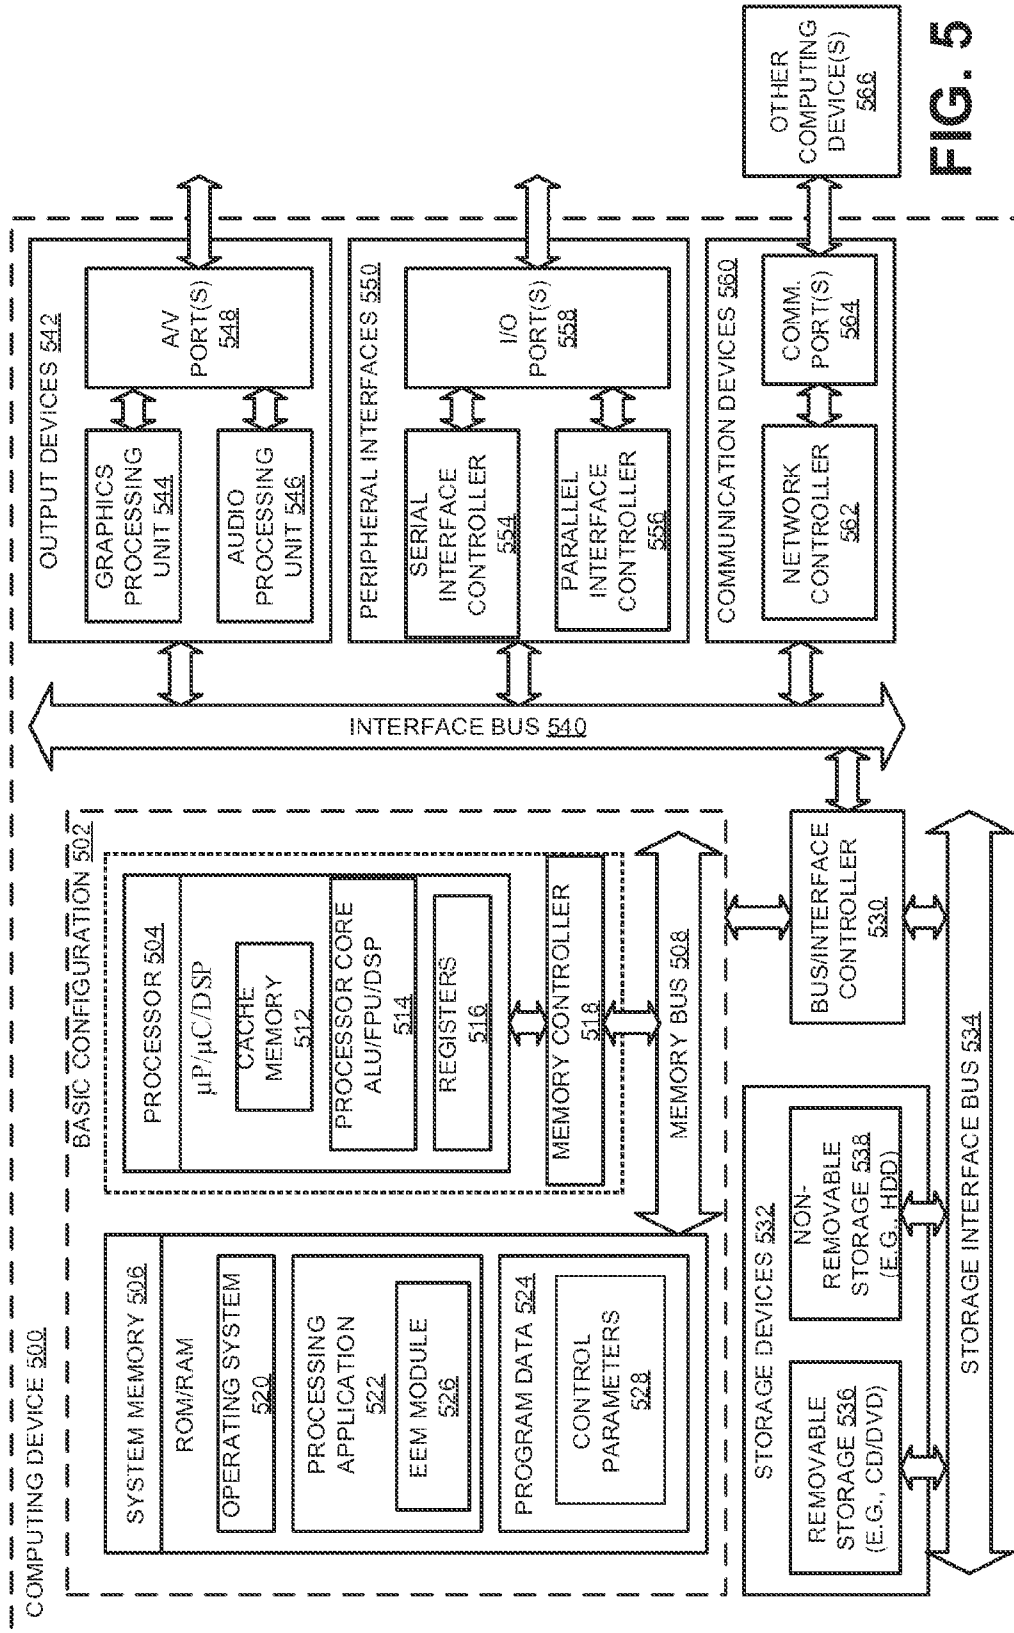 COMPUTING DEVICE 500
BASIC CONFIGURATION 502
SYSTEM MEMORY 506
ROM/RAM
OPERATING SYSTEM
520
PROCESSING
APPLICATION
522
EEM MODULE
526
PROGRAM DATA 524
CONTROL
PARAMETERS
528
PROCESSOR 504
µP/µC/DSP
CACHE
MEMORY
512
PROCESSOR CORE
ALU/FPU/DSP
514
REGISTERS
516
MEMORY CONTROLLER
518
MEMORY BUS 508
STORAGE DEVICES 532
REMOVABLE
STORAGE 536
(E.G., CD/DVD)
NON-
REMOVABLE
STORAGE 538
(E.G., HDD)
BUS/INTERFACE
CONTROLLER
530
STORAGE INTERFACE BUS 534
INTERFACE BUS 540
OUTPUT DEVICES 542
GRAPHICS
PROCESSING
UNIT 544
AUDIO
PROCESSING
UNIT 546
A/V
PORT(S)
548
PERIPHERAL INTERFACES 550
SERIAL
INTERFACE
CONTROLLER
554
PARALLEL
INTERFACE
CONTROLLER
556
I/O
PORT(S)
558
COMMUNICATION DEVICES 560
NETWORK
CONTROLLER
562
COMM.
PORT(S)
564
OTHER
COMPUTING
DEVICE(S)
566
FIG. 5